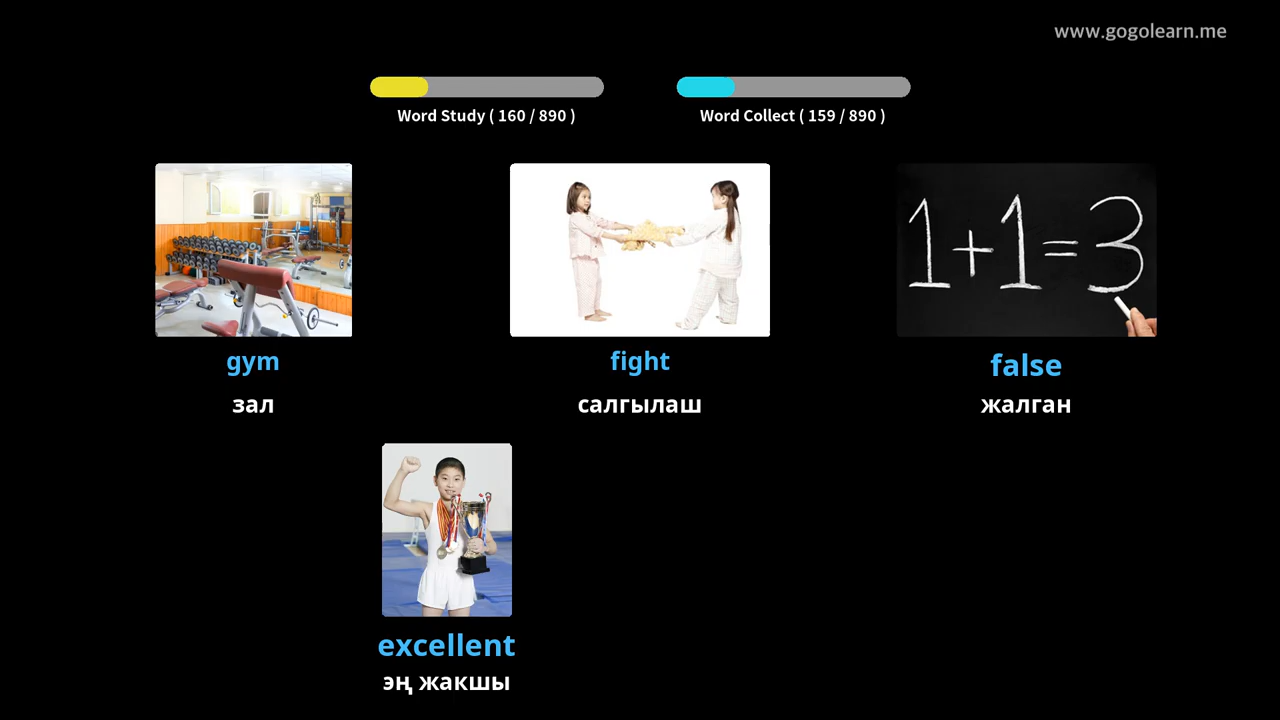 www.gogolearn.me
Word Study ( 160 / 890 )
Word Collect ( 159 / 890 )
1+1=3
gym
fight
false
зал
салгылаш
жалган
excellent
эң жакшы